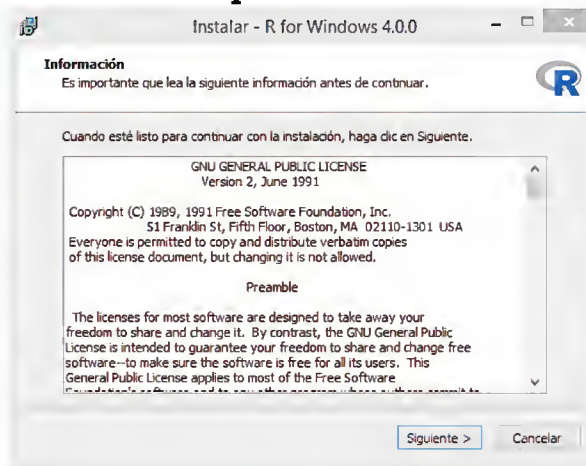 Instalar - R for Windows 4.0.0
Información
Es importante que lea la siguiente información antes de continuar.
R
Cuando esté listo para continuar con la instalación, haga clic en Siguiente.
GNU GENERAL PUBLIC LICENSE
Version 2, June 1991
Copyright (C) 1989, 1991 Free Software Foundation, Inc.
51 Franklin St, Fifth Floor, Boston, MA 02110-1301 USA
Everyone is permitted to copy and distribute verbatim copies
of this license document, but changing it is not allowed.
Preamble
The licenses for most software are designed to take away your
freedom to share and change it. By contrast, the GNU General Public
License is intended to guarantee your freedom to share and change free
software--to make sure the software is free for all its users. This
General Public License applies to most of the Free Software
Siguiente >
Cancelar